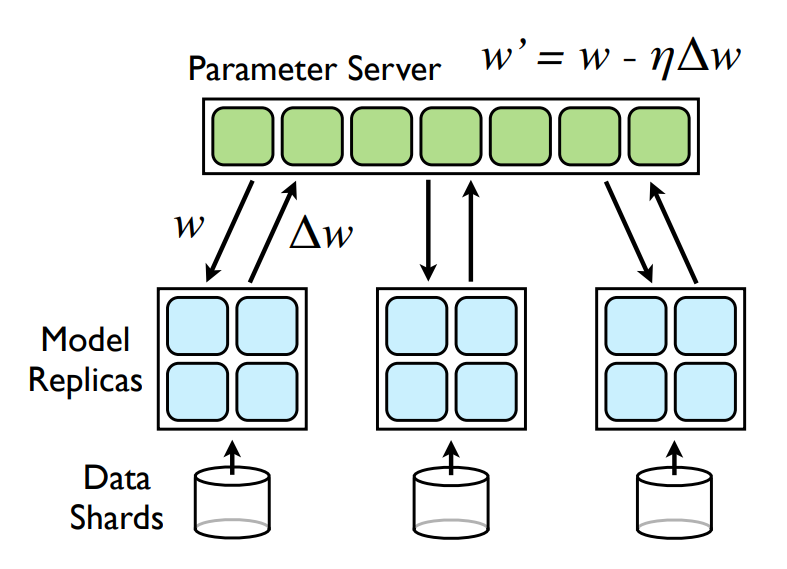 Parameter Server
w’ = w - ηΔw
w
Δw
Model
Replicas
Data
Shards